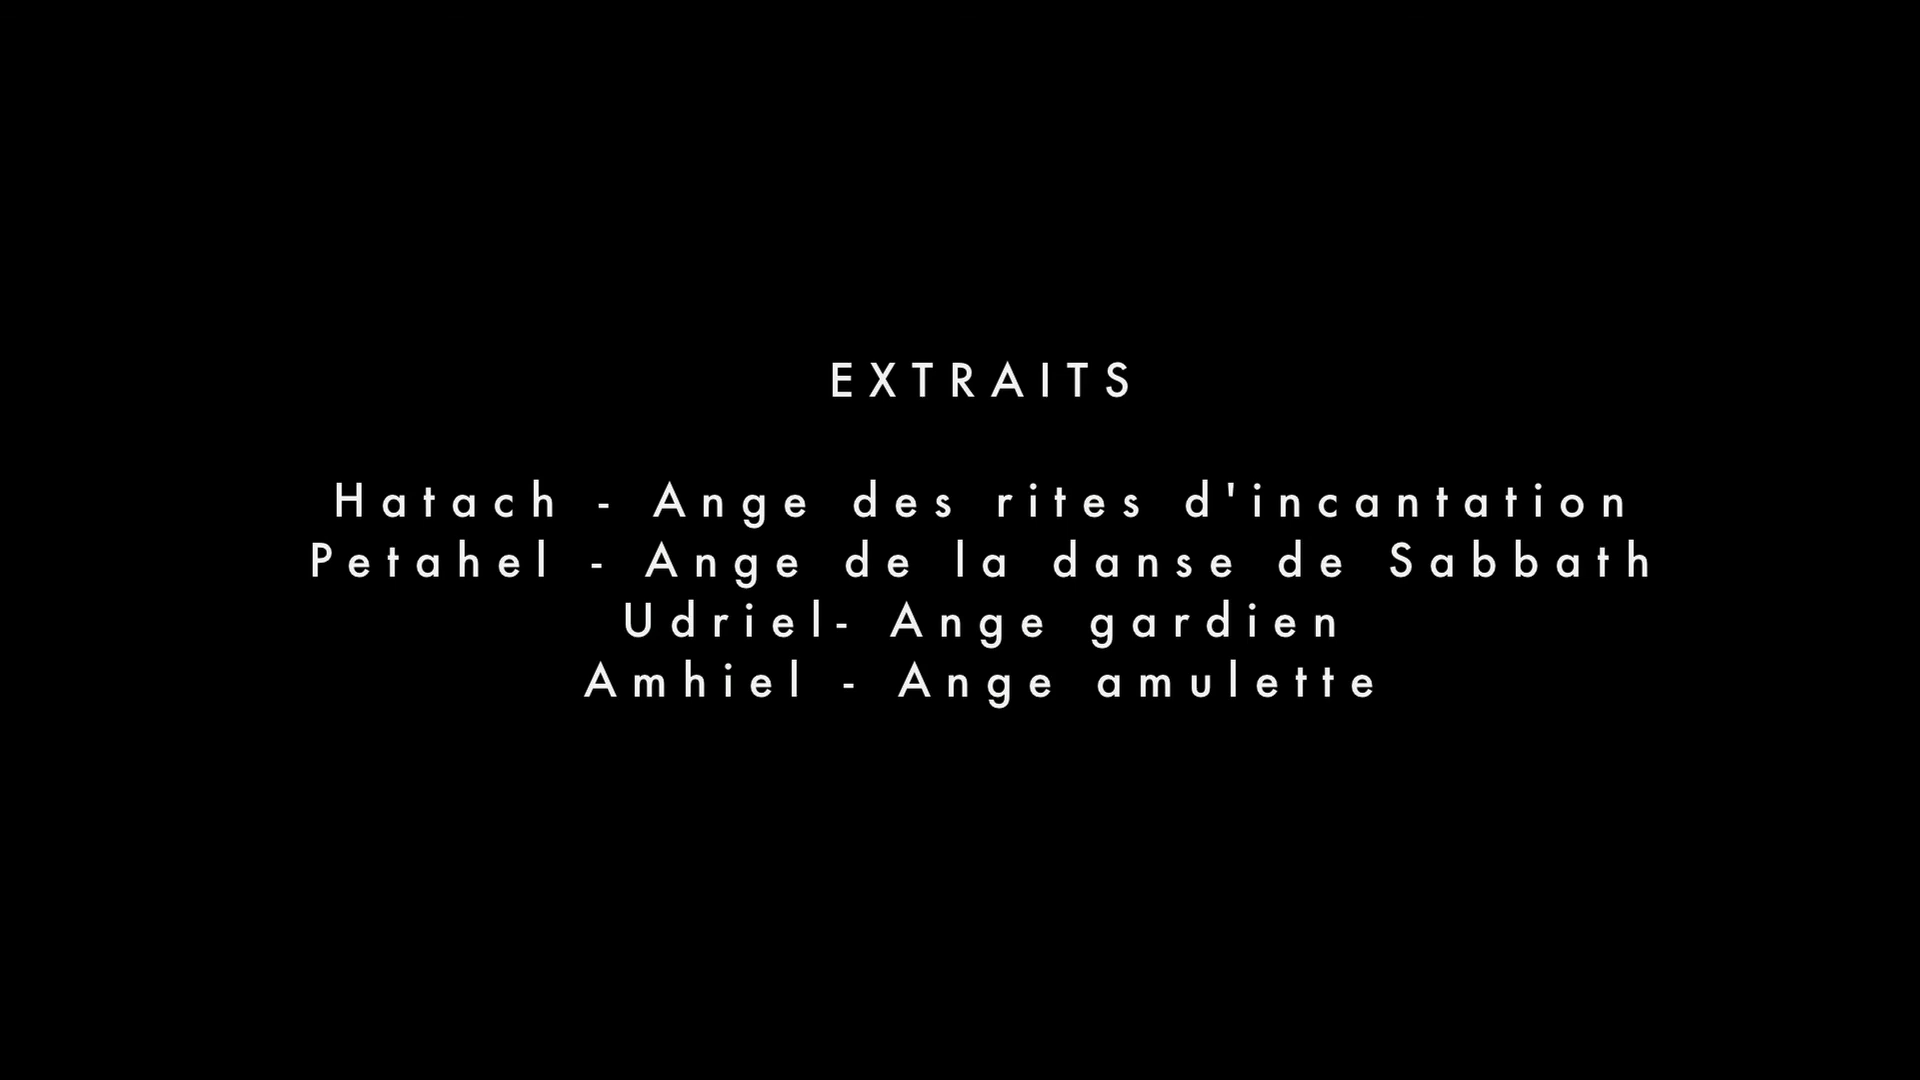 EXTRAITS
Hatach - Ange des rites d'incantation
Petahel - Ange de la danse de Sabbath
Udriel- Ange gardien
Amhiel - Ange amulette